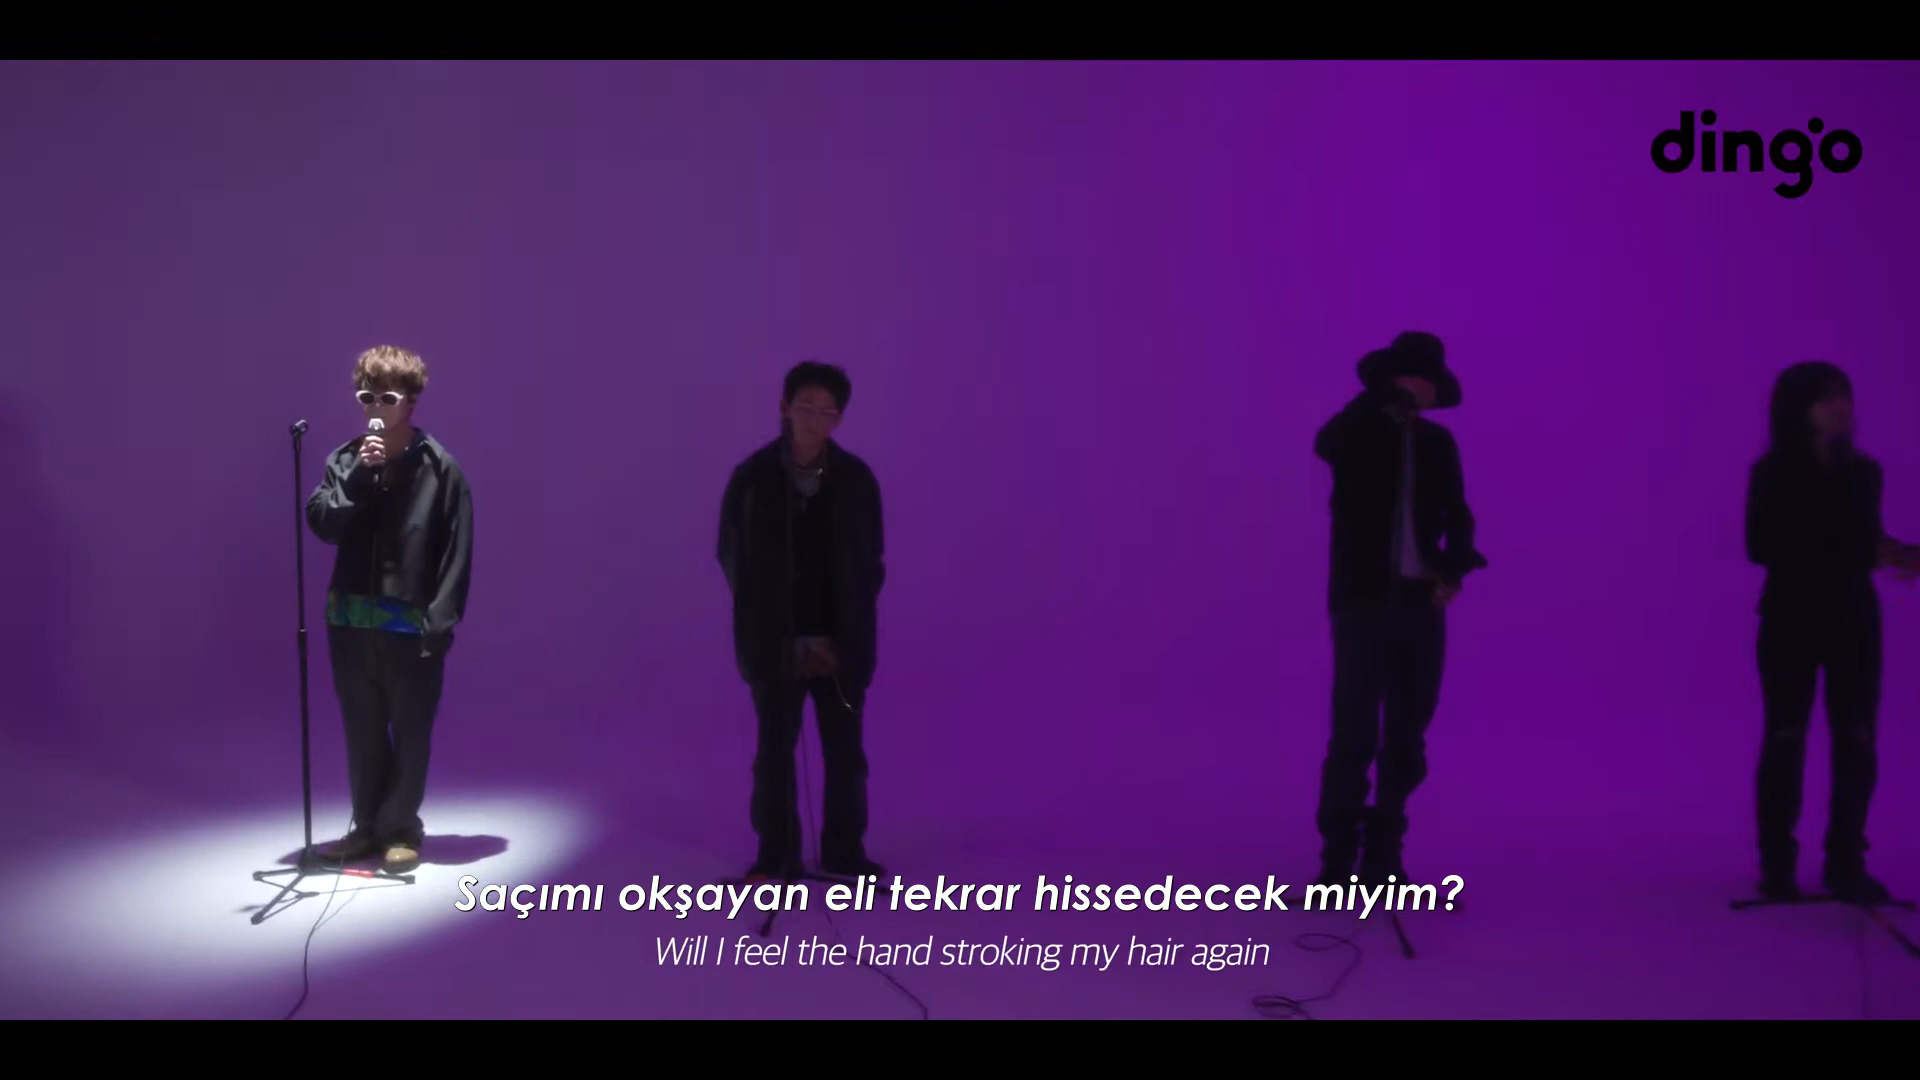 dingo
Saçımı okşayan eli tekrar hissedecek miyim?
Will I feel the hand stroking my hair again